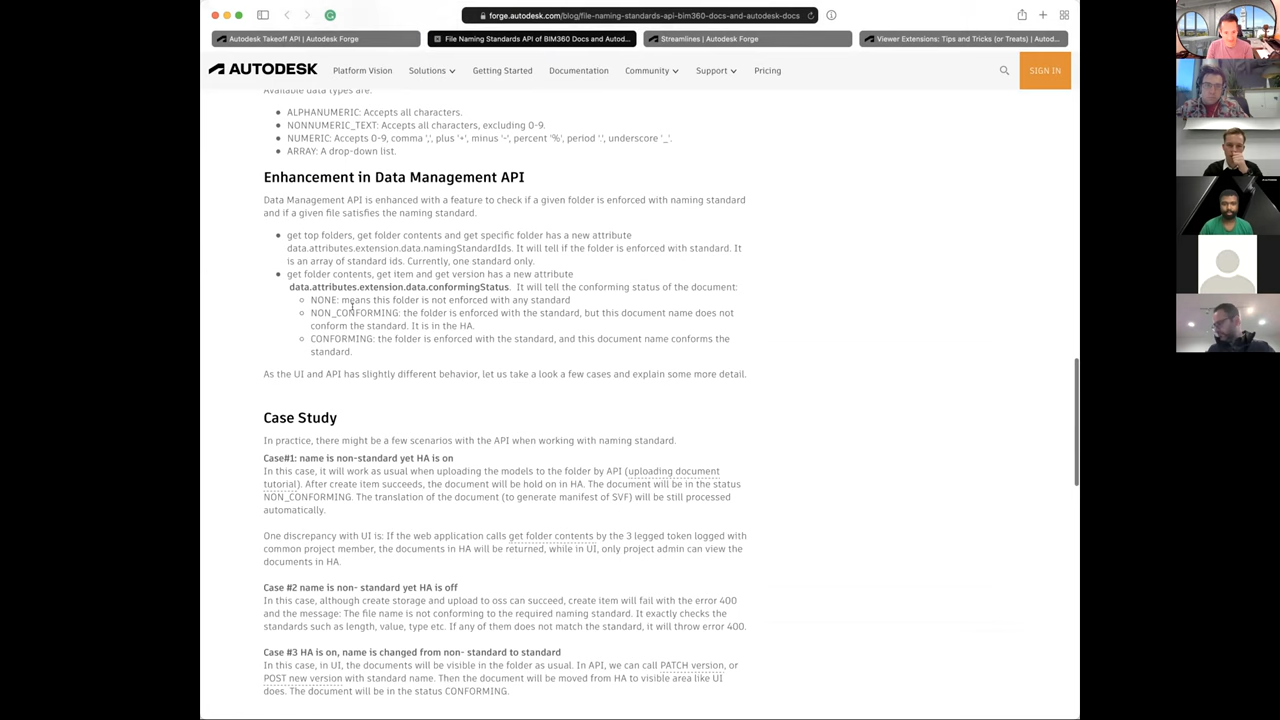 forge.autodesk.com/blog/file-naming-standards-api-bim360-docs-and-autodesk-docs
Autodesk Takeoff API | Autodesk Forge
File Naming Standards API of BIM360 Docs and Autod...
Streamlines | Autodesk Forge
Viewer Extensions: Tips and Tricks (or Treats) | Autod...
AUTODESK
Platform Vision
Solutions
Getting Started
Documentation
Community
Support
Pricing
SIGN IN
Available data types are:
ALPHANUMERIC: Accepts all characters.
NONNUMERIC_TEXT: Accepts all characters, excluding 0-9.
NUMERIC: Accepts 0-9, comma ',', plus '+', minus '-', percent '%', period '.', underscore '_'.
ARRAY: A drop-down list.
Enhancement in Data Management API
Data Management API is enhanced with a feature to check if a given folder is enforced with naming standard
and if a given file satisfies the naming standard.
get top folders, get folder contents and get specific folder has a new attribute
data.attributes.extension.data.namingStandardIds. It will tell if the folder is enforced with standard. It
is an array of standard ids. Currently, one standard only.
get folder contents, get item and get version has a new attribute
data.attributes.extension.data.conformingStatus. It will tell the conforming status of the document:
NONE: means this folder is not enforced with any standard
NON_CONFORMING: the folder is enforced with the standard, but this document name does not
conform the standard. It is in the HA.
CONFORMING: the folder is enforced with the standard, and this document name conforms the
standard.
As the UI and API has slightly different behavior, let us take a look a few cases and explain some more detail.
Case Study
In practice, there might be a few scenarios with the API when working with naming standard.
Case#1: name is non-standard yet HA is on
In this case, it will work as usual when uploading the models to the folder by API (uploading document
tutorial). After create item succeeds, the document will be hold on in HA. The document will be in the status
NON_CONFORMING. The translation of the document (to generate manifest of SVF) will be still processed
automatically.
One discrepancy with UI is: If the web application calls get folder contents by the 3 legged token logged with
common project member, the documents in HA will be returned, while in UI, only project admin can view the
documents in HA.
Case #2 name is non- standard yet HA is off
In this case, although create storage and upload to oss can succeed, create item will fail with the error 400
and the message: The file name is not conforming to the required naming standard. It exactly checks the
standards such as length, value, type etc. If any of them does not match the standard, it will throw error 400.
Case #3 HA is on, name is changed from non- standard to standard
In this case, in UI, the documents will be visible in the folder as usual. In API, we can call PATCH version, or
POST new version with standard name. Then the document will be moved from HA to visible area like UI
does. The document will be in the status CONFORMING.